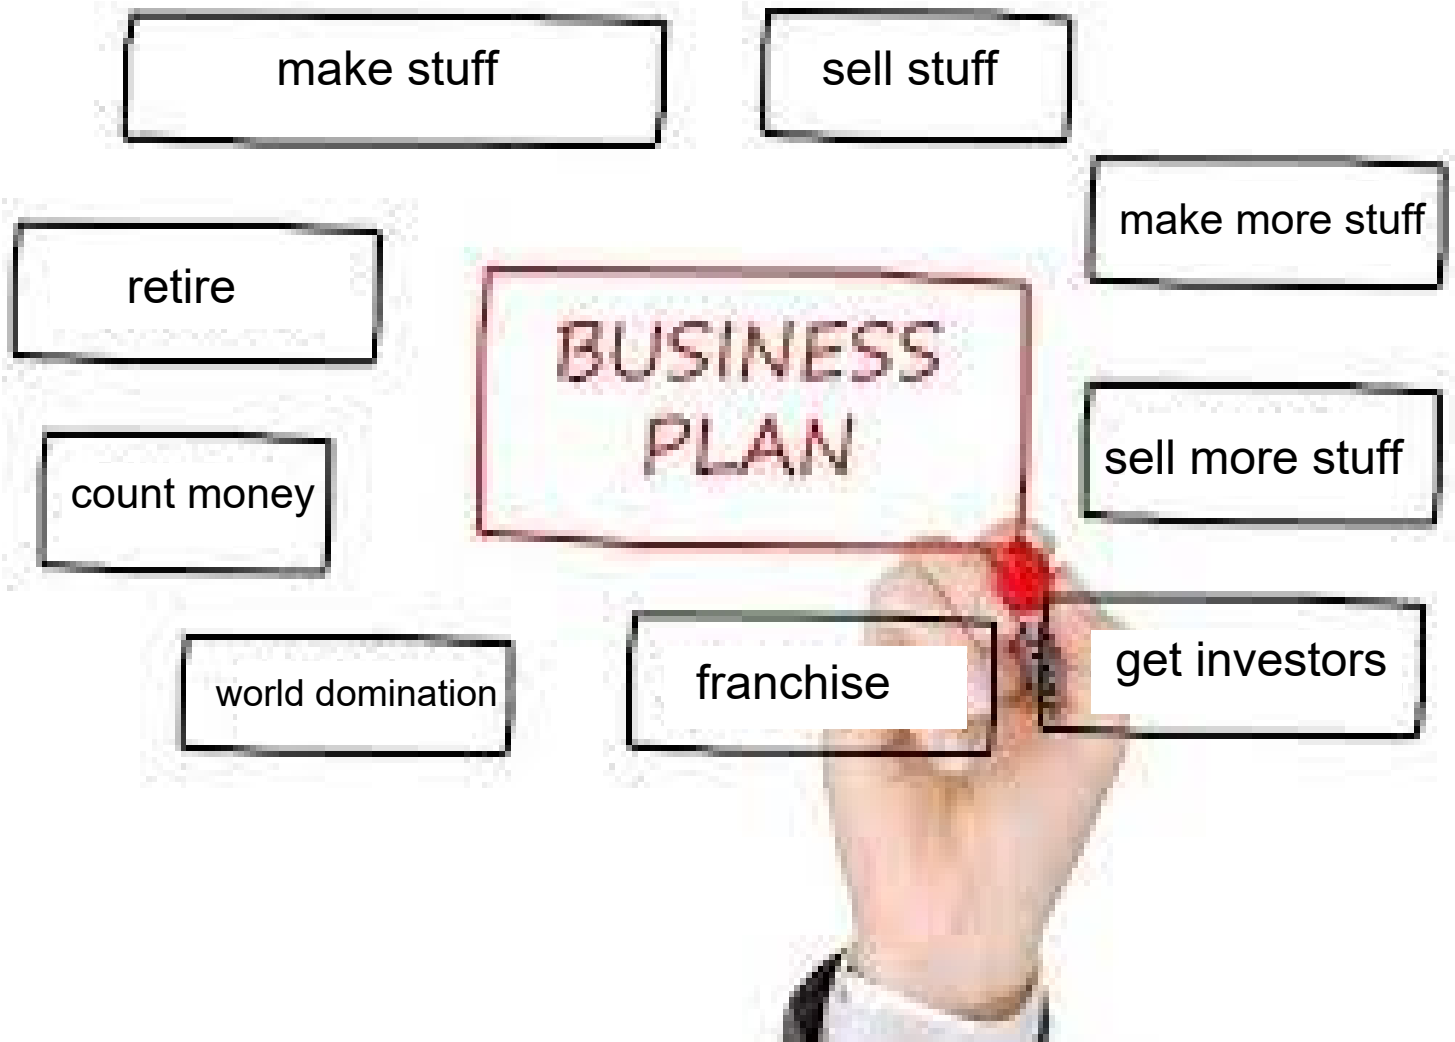 make stuff
sell stuff
make more stuff
retire
BUSINESS
PLAN
sell more stuff
count money
get investors
franchise
world domination